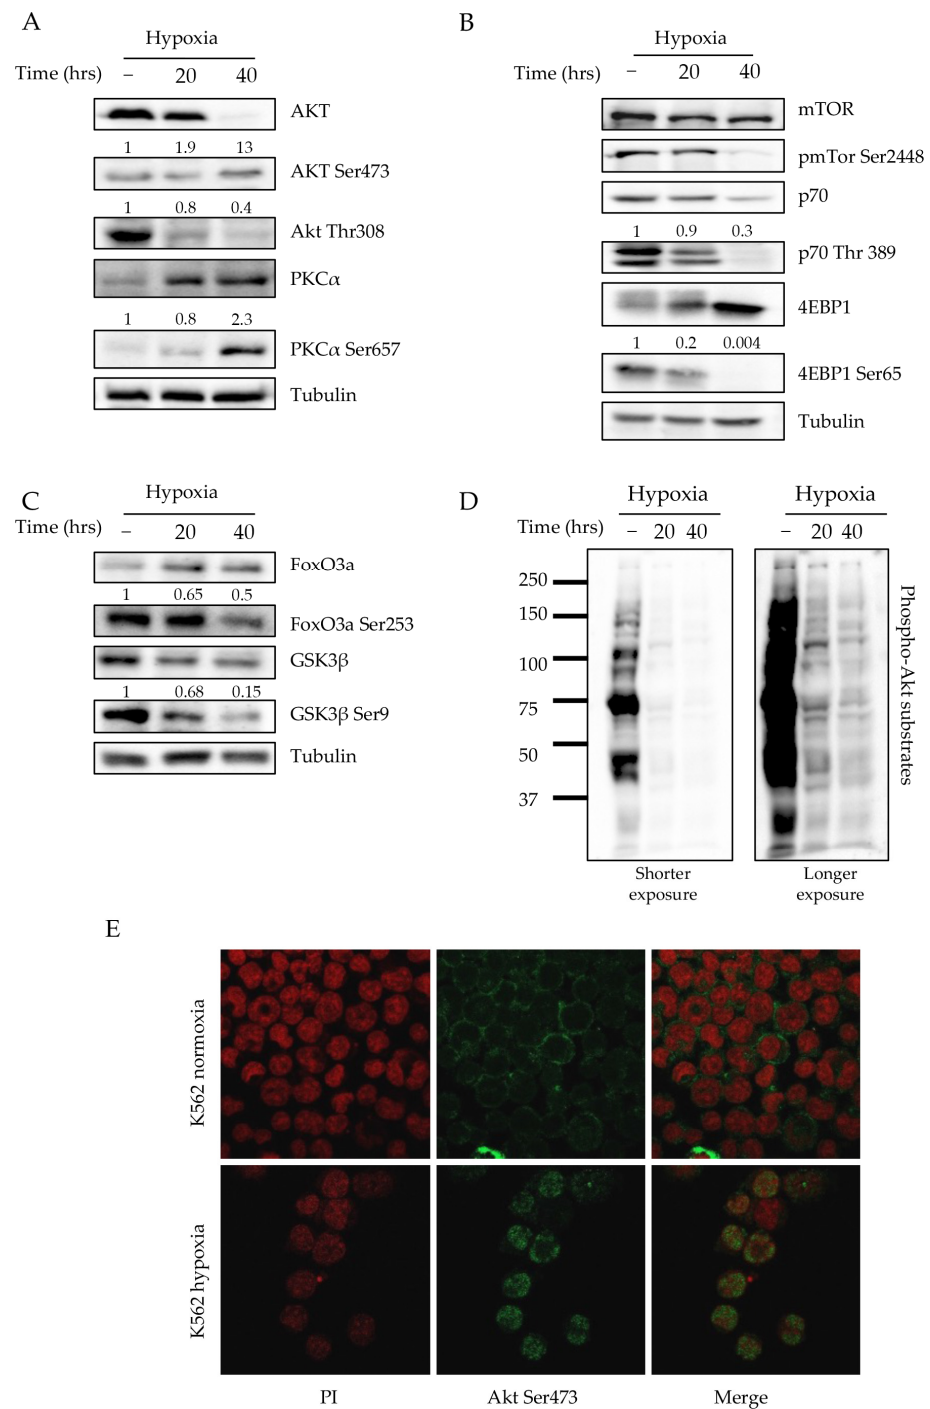 A
Hypoxia
Time (hrs) – 20 40
AKT
1 1.9 13
AKT Ser473
1 0.8 0.4
Akt Thr308
PKCα
1 0.8 2.3
PKCα Ser657
Tubulin
B
Hypoxia
Time (hrs) – 20 40
mTOR
pmTor Ser2448
p70
1 0.9 0.3
p70 Thr 389
4EBP1
1 0.2 0.004
4EBP1 Ser65
Tubulin
C
Hypoxia
Time (hrs) – 20 40
FoxO3a
1 0.65 0.5
FoxO3a Ser253
GSK3β
1 0.68 0.15
GSK3β Ser9
Tubulin
D
Hypoxia Hypoxia
Time (hrs) – 20 40 – 20 40
250
150
100
75
50
37
Phospho-Akt substrates
Shorter
exposure
Longer
exposure
E
K562 normoxia
K562 hypoxia
PI Akt Ser473 Merge